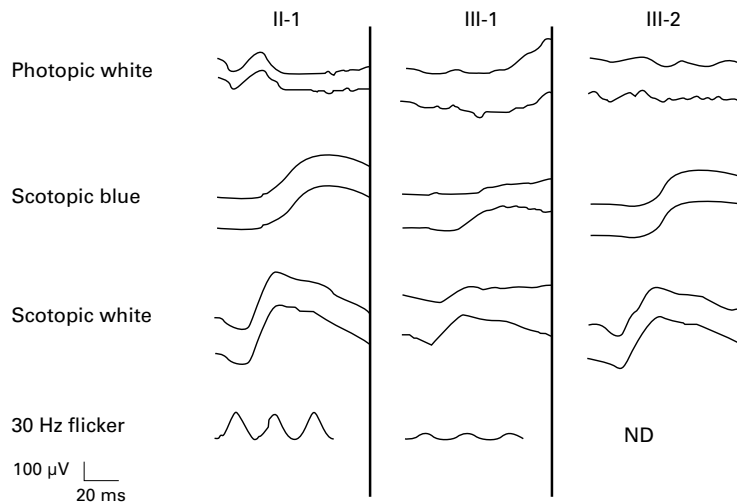 II-1 III-1 III-2
Photopic white
Scotopic blue
Scotopic white
30 Hz flicker
ND
100 µV
20 ms